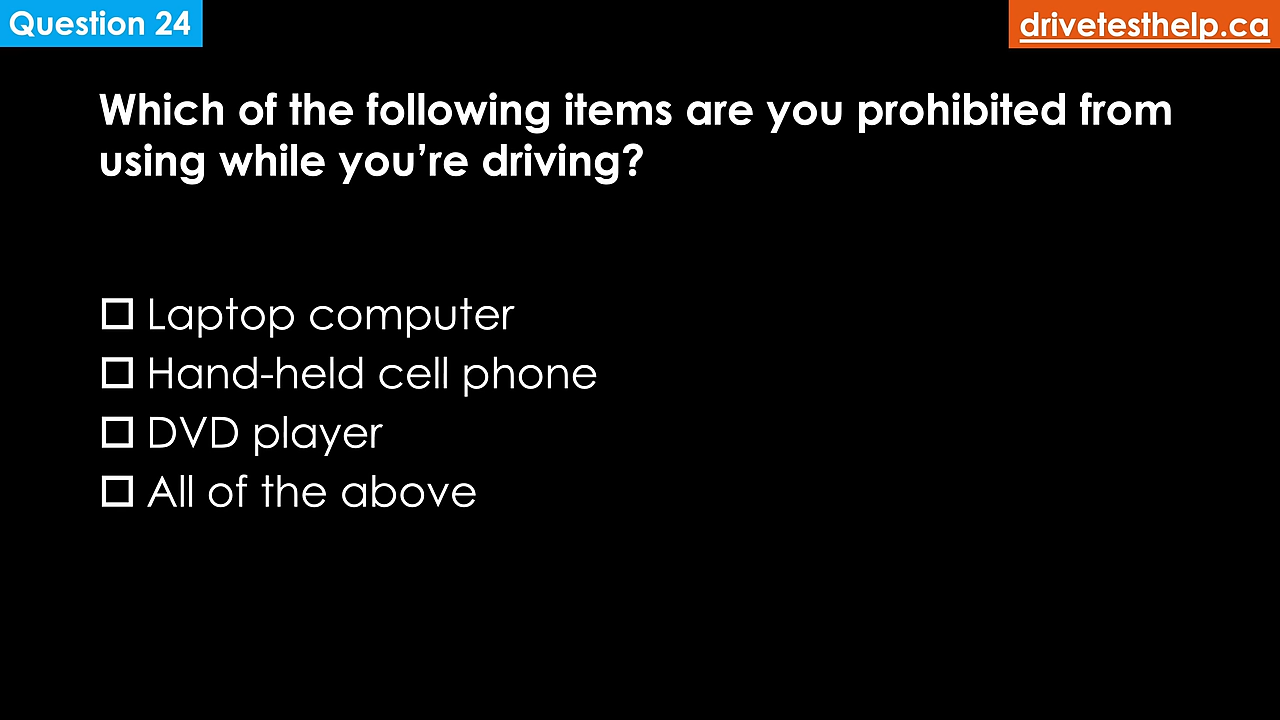 Question 24
drivetesthelp.ca
Which of the following items are you prohibited from
using while you’re driving?
☐ Laptop computer
☐ Hand-held cell phone
☐ DVD player
☐ All of the above